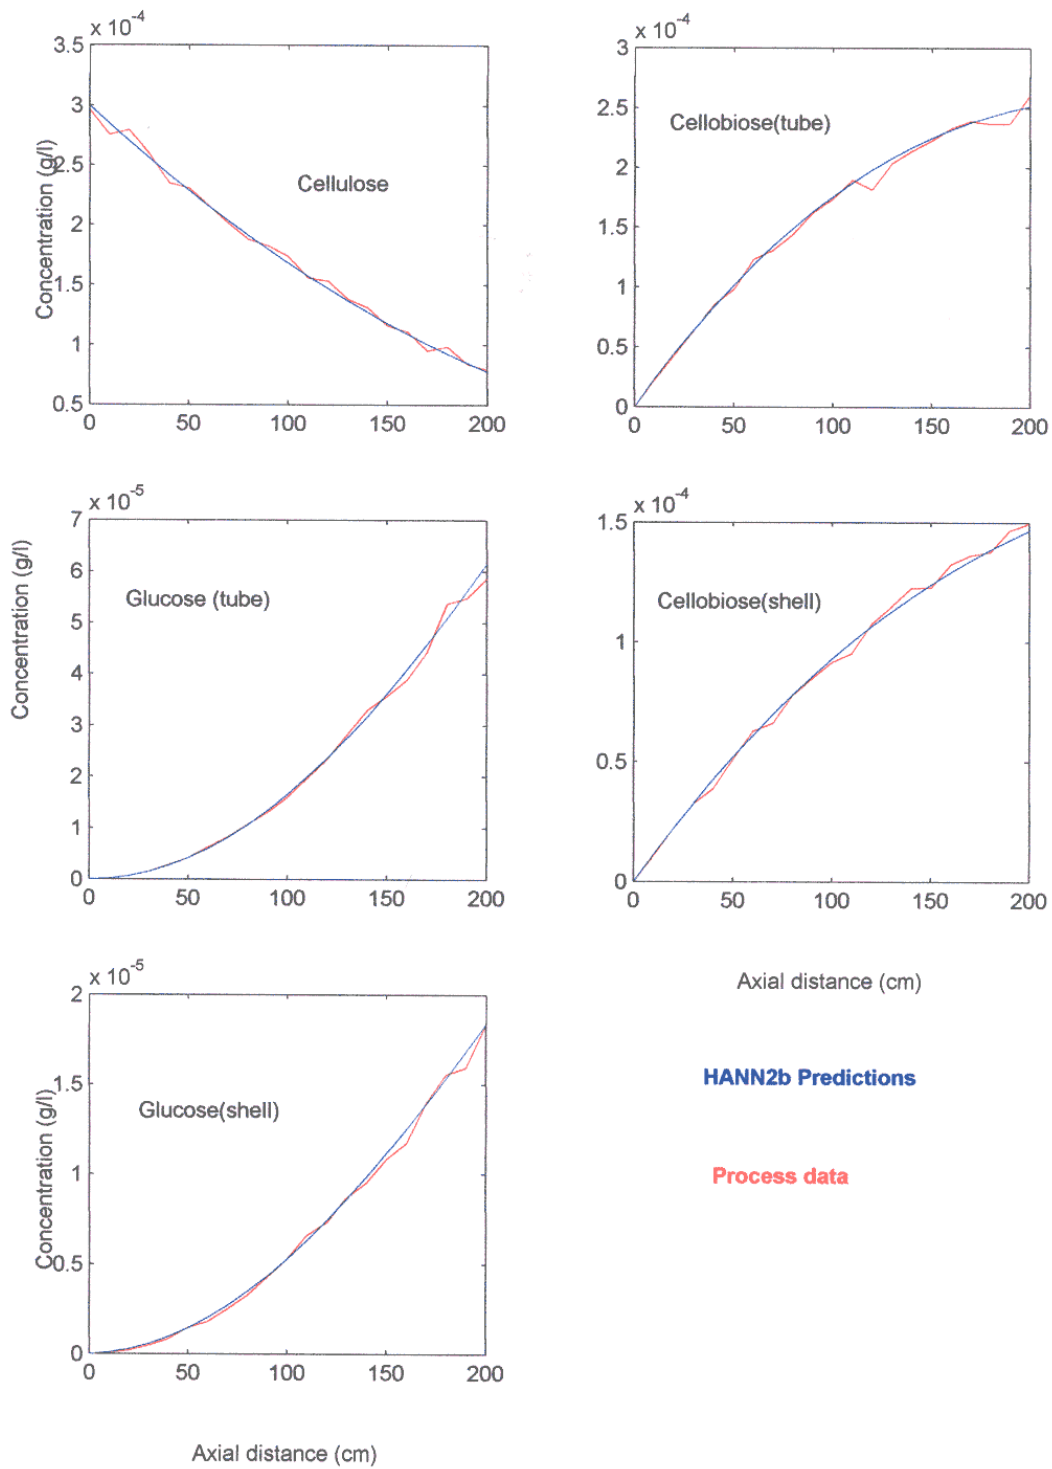 x 10-4
3.5
3
2.5
2
1.5
1
0.5
Concentration (g/l)
Cellulose
0 50 100 150 200
x 10-4
3
2.5
2
1.5
1
0.5
0
Cellobiose(tube)
0 50 100 150 200
x 10-5
7
6
5
4
3
2
1
0
Concentration (g/l)
Glucose (tube)
0 50 100 150 200
x 10-4
1.5
1
0.5
0
Cellobiose(shell)
0 50 100 150 200
Axial distance (cm)
x 10-5
2
1.5
1
0.5
0
Concentration (g/l)
Glucose(shell)
0 50 100 150 200
Axial distance (cm)
HANN2b Predictions
Process data